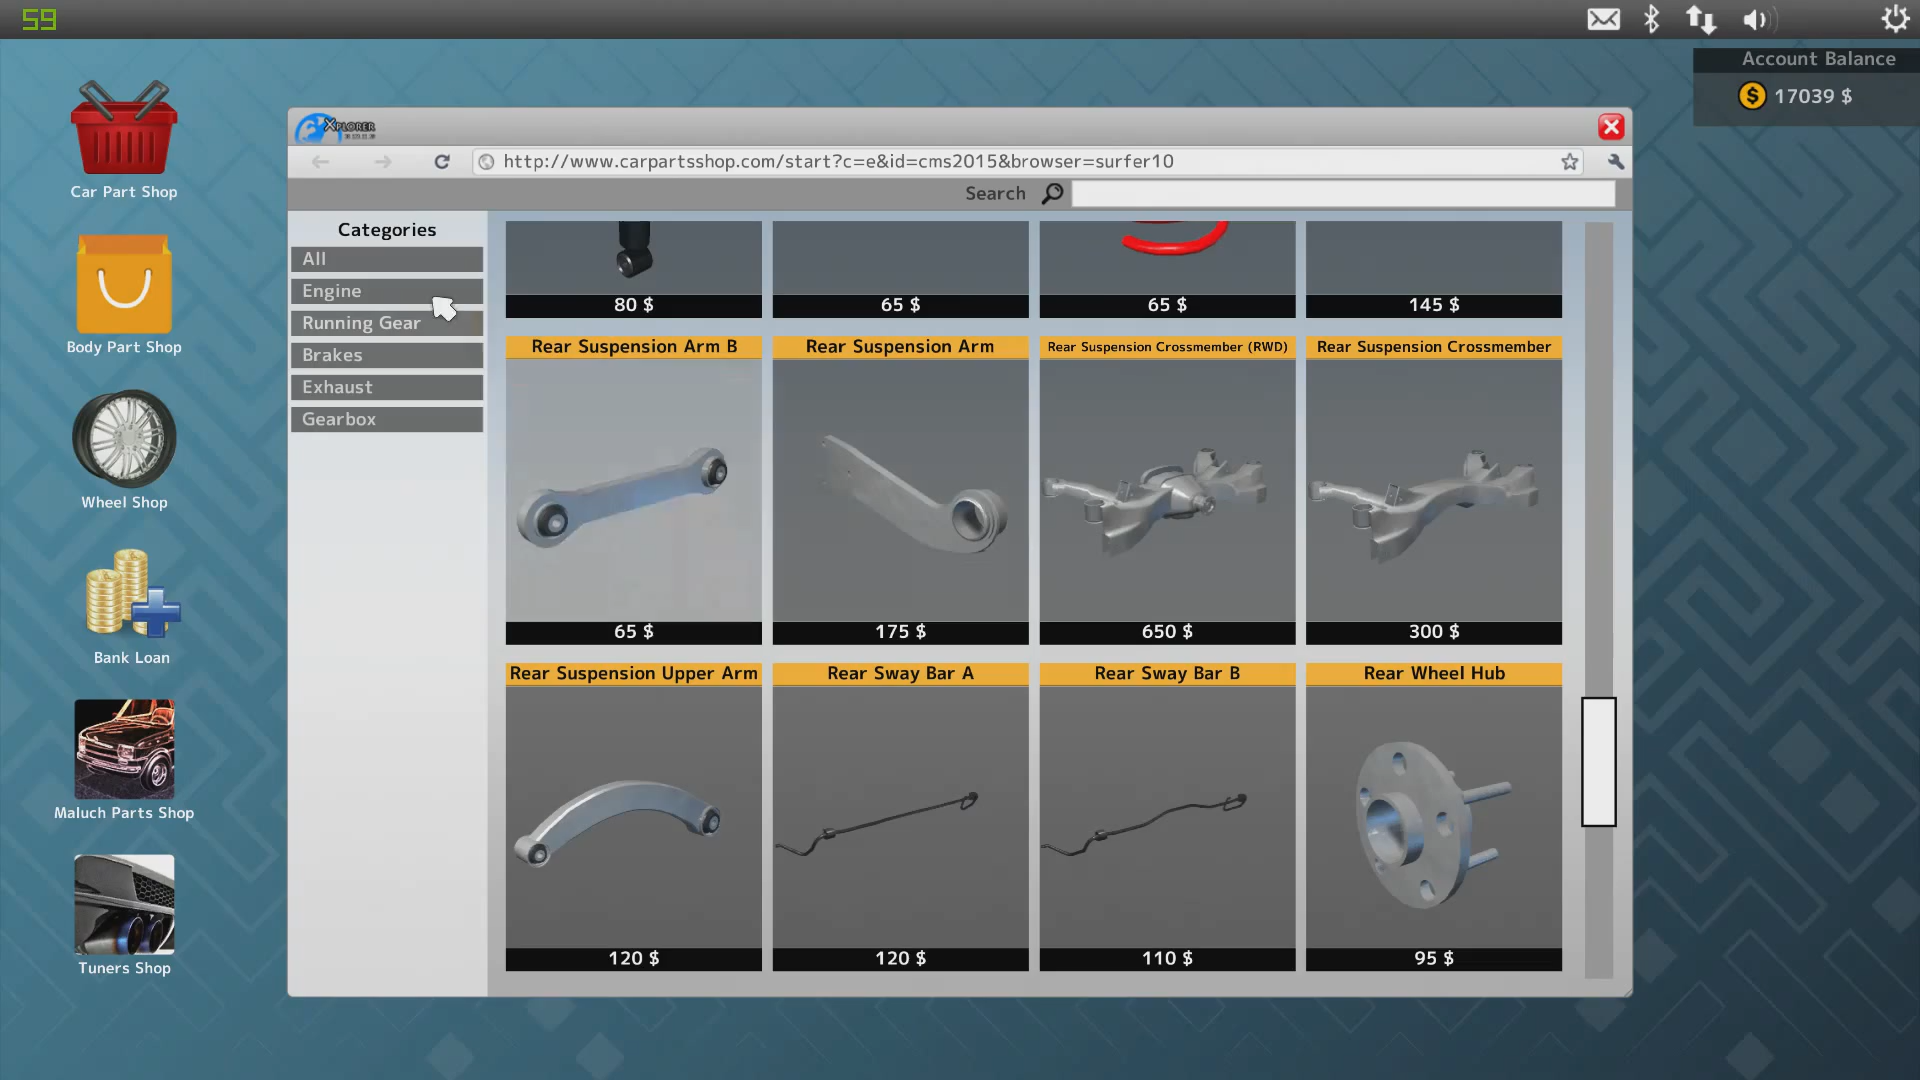 59
Account Balance
17039 $
Car Part Shop
Body Part Shop
Wheel Shop
Bank Loan
Maluch Parts Shop
Tuners Shop
XPLORER
http://www.carpartsshop.com/start?c=e&id=cms2015&browser=surfer10
Search
Categories
All
Engine
Running Gear
Brakes
Exhaust
Gearbox
80 $
65 $
65 $
145 $
Rear Suspension Arm B
Rear Suspension Arm
Rear Suspension Crossmember (RWD)
Rear Suspension Crossmember
65 $
175 $
650 $
300 $
Rear Suspension Upper Arm
Rear Sway Bar A
Rear Sway Bar B
Rear Wheel Hub
120 $
120 $
110 $
95 $